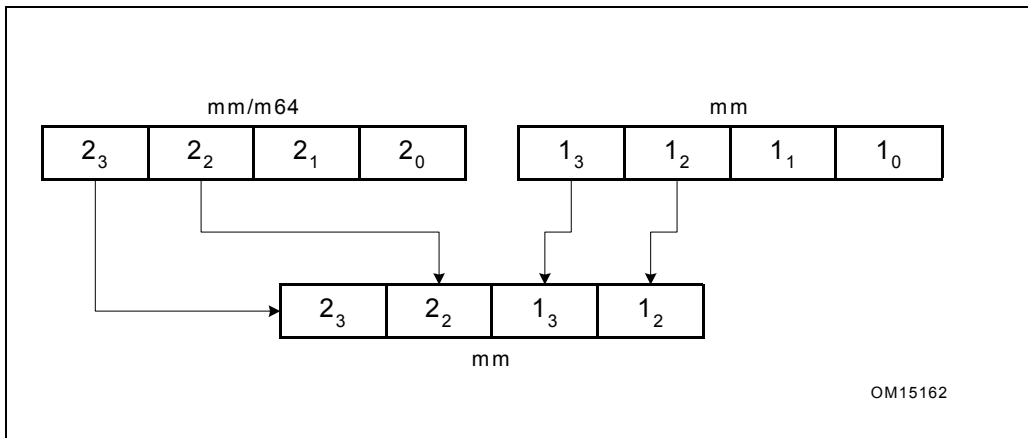 mm/m64 mm
2₃ 2₂ 2₁ 2₀ 1₃ 1₂ 1₁ 1₀
2₃ 2₂ 1₃ 1₂
mm
OM15162